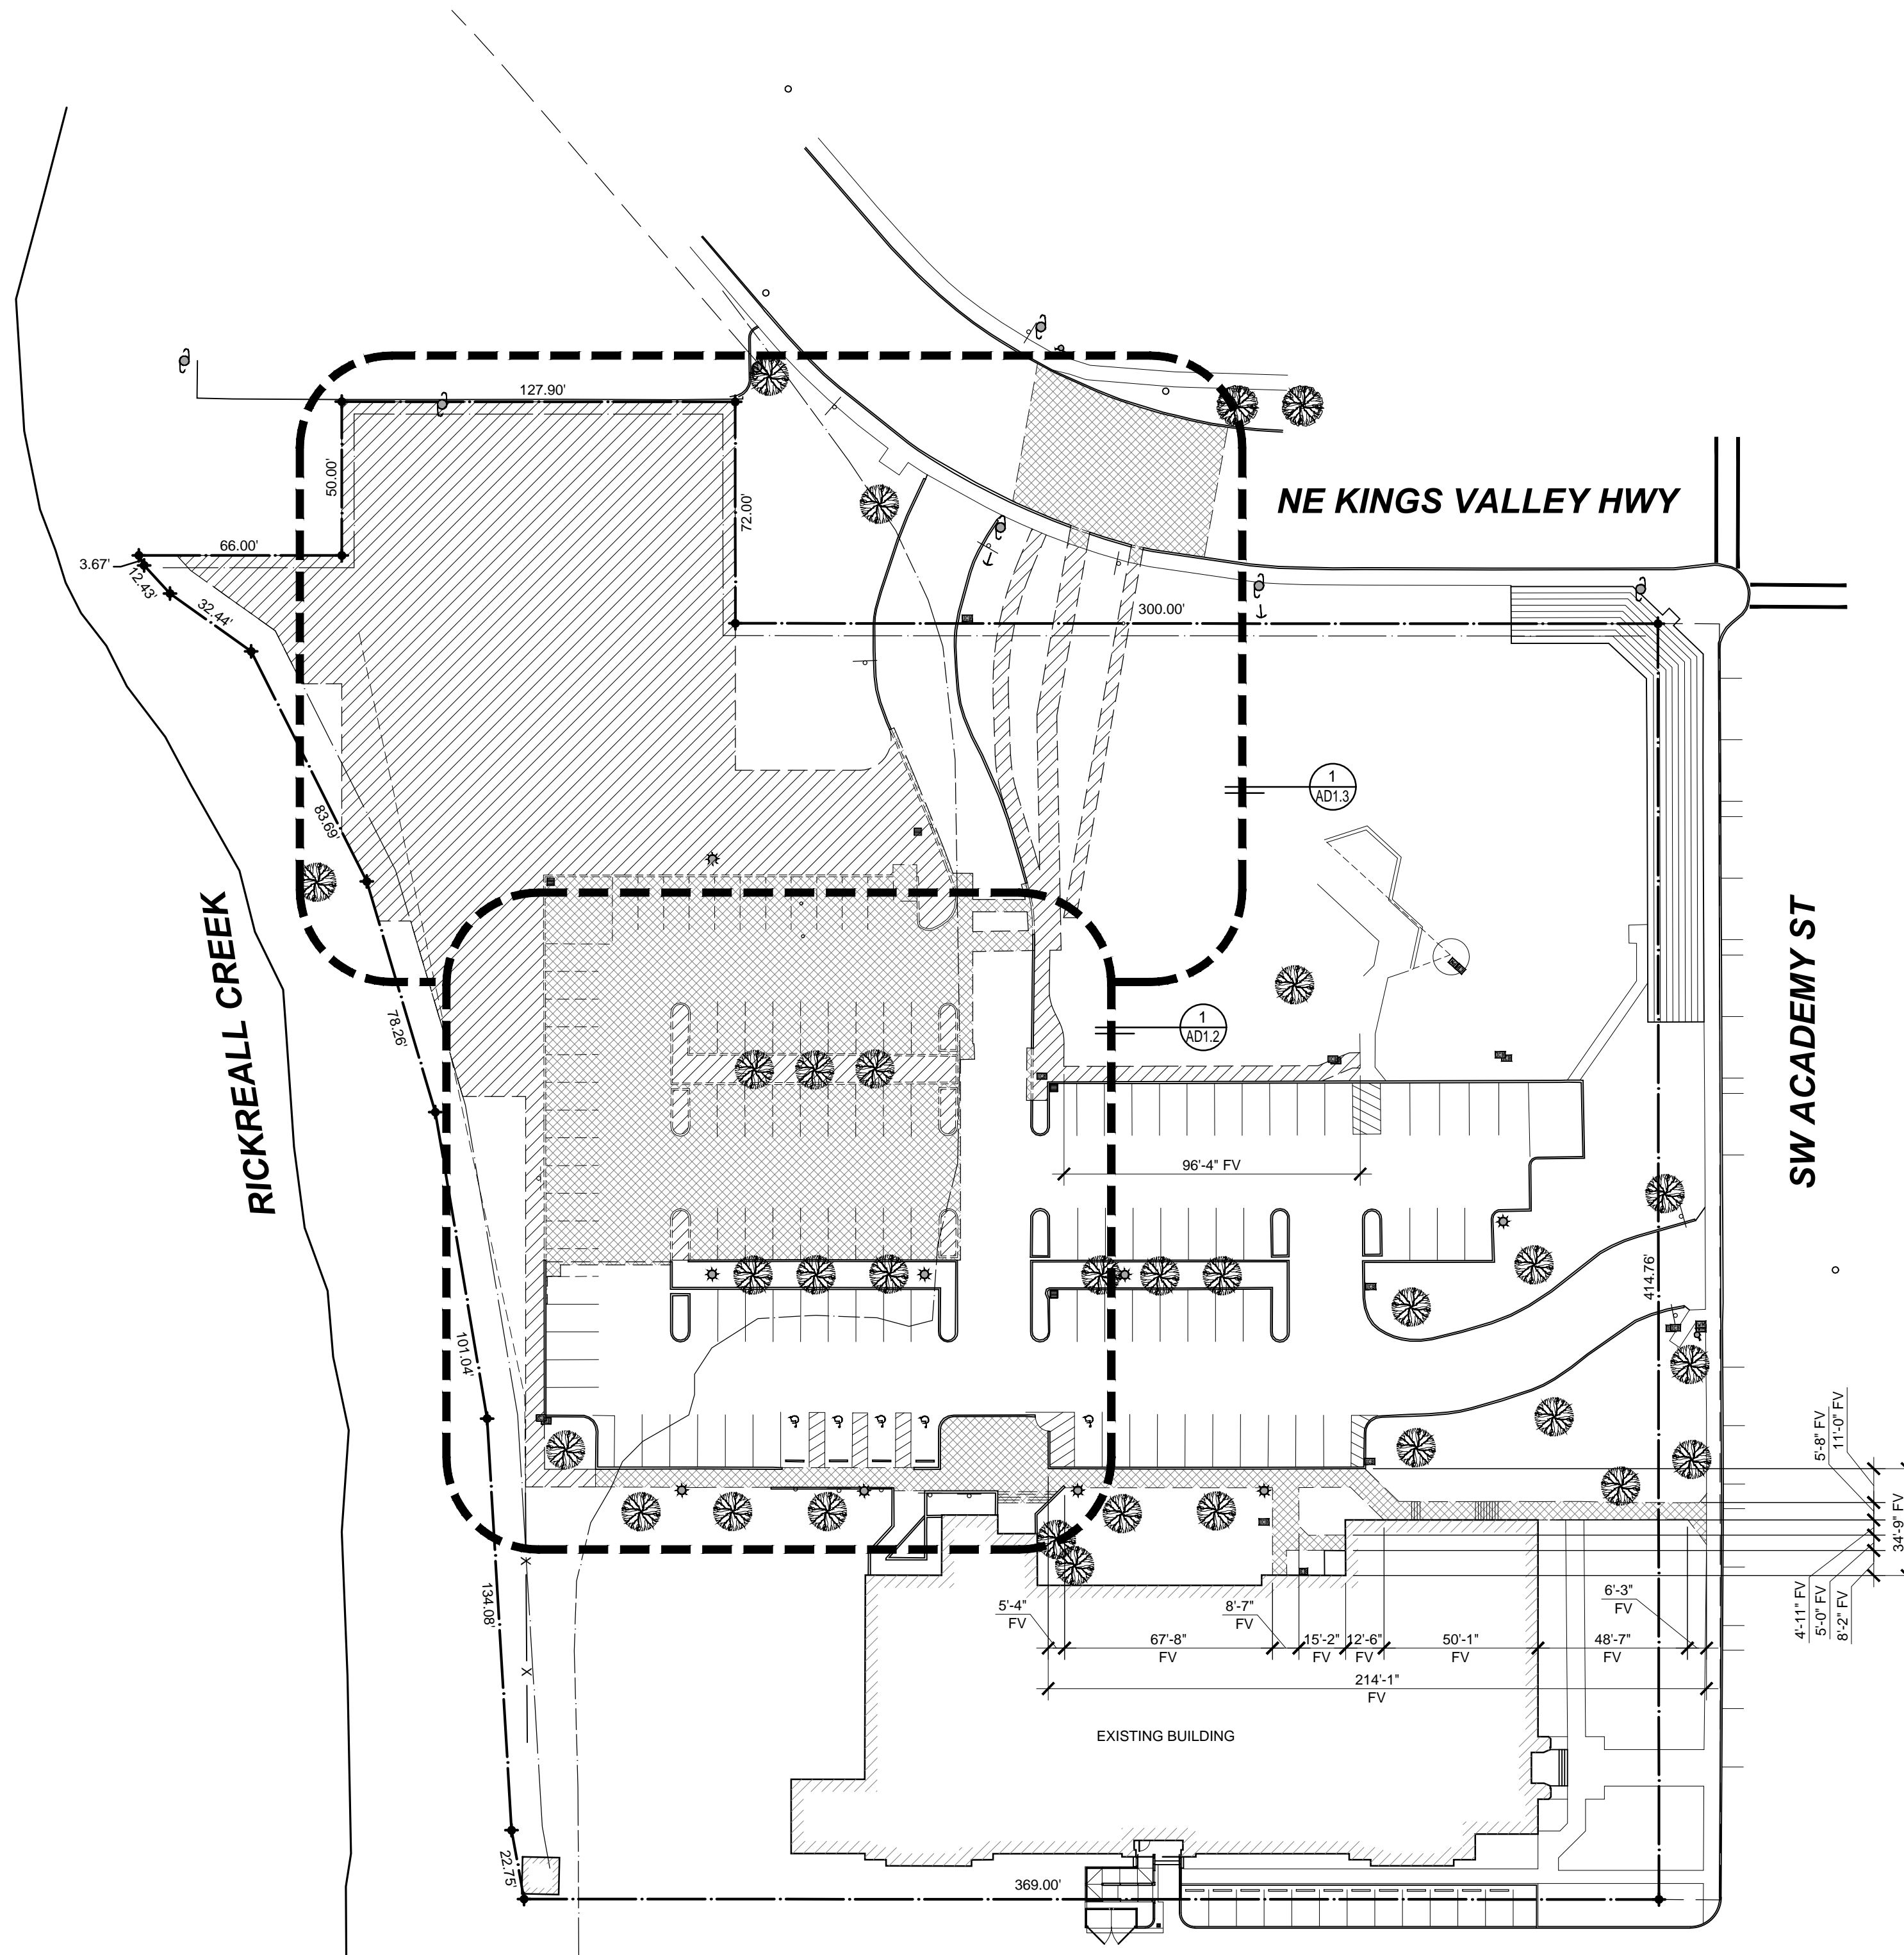 127.90'
50.00'
72.00'
NE KINGS VALLEY HWY
66.00'
3.67'
12.43'
32.44'
300.00'
1
AD1.3
83.69'
RICKREALL CREEK
SW ACADEMY ST
78.26'
1
AD1.2
96'-4" FV
414.76'
101.04'
5'-8" FV
11'-0" FV
34'-9" FV
X
134.08'
4'-11" FV
5'-0" FV
8'-2" FV
5'-4"
FV
8'-7"
FV
6'-3"
FV
67'-8"
FV
15'-2"
FV
12'-6"
FV
50'-1"
FV
48'-7"
FV
X
214'-1"
FV
EXISTING BUILDING
22.75'
369.00'